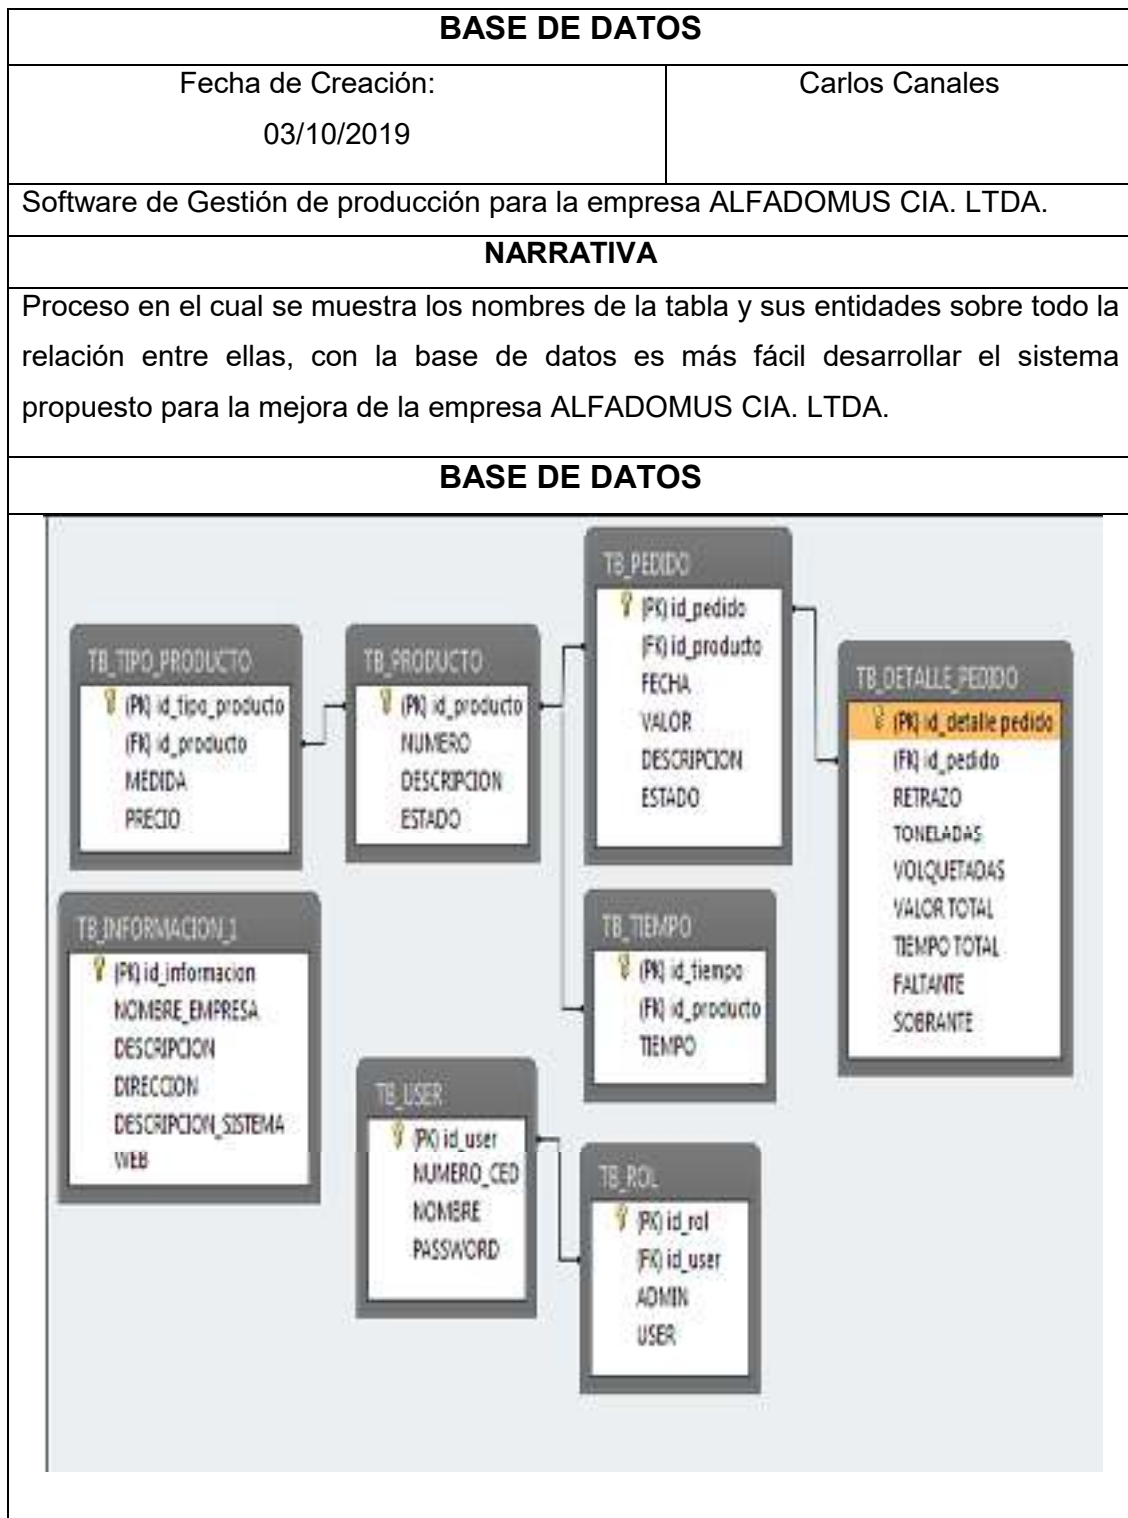 BASE DE DATOS
Fecha de Creación:
03/10/2019
Carlos Canales
Software de Gestión de producción para la empresa ALFADOMUS CIA. LTDA.
NARRATIVA
Proceso en el cual se muestra los nombres de la tabla y sus entidades sobre todo la
relación entre ellas, con la base de datos es más fácil desarrollar el sistema
propuesto para la mejora de la empresa ALFADOMUS CIA. LTDA.
BASE DE DATOS
TB_TIPO_PRODUCTO
(PK) id_tipo_producto
(FK) id_producto
MEDIDA
PRECIO
TB_PRODUCTO
(PK) id_producto
NUMERO
DESCRIPCION
ESTADO
TB_PEDIDO
(PK) id_pedido
(FK) id_producto
FECHA
VALOR
DESCRIPCION
ESTADO
TB_DETALLE_PEDIDO
(PK) id_detalle pedido
(FK) id_pedido
RETRAZO
TONELADAS
VOLQUETADAS
VALOR TOTAL
TIEMPO TOTAL
FALTANTE
SOBRANTE
TB_INFORMACION_1
(PK) id_informacion
NOMBRE_EMPRESA
DESCRIPCION
DIRECCION
DESCRIPCION_SISTEMA
WEB
TB_TIEMPO
(PK) id_tiempo
(FK) id_producto
TIEMPO
TB_USER
(PK) id_user
NUMERO_CED
NOMBRE
PASSWORD
TB_ROL
(PK) id_rol
(FK) id_user
ADMIN
USER